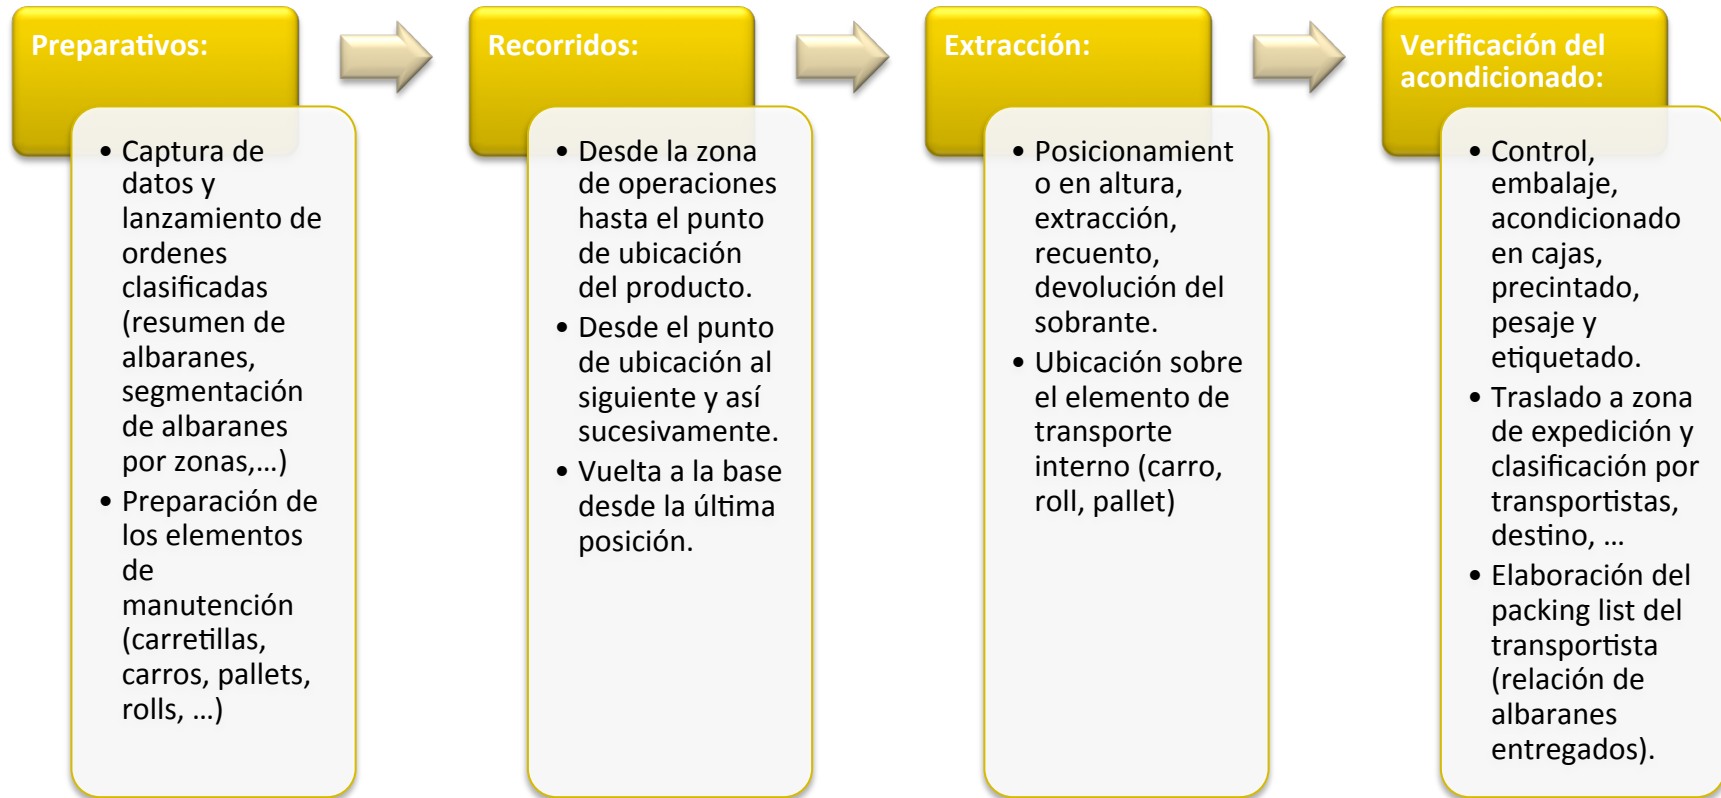 Preparativos:
• Captura de
datos y
lanzamiento de
ordenes
clasificadas
(resumen de
albaranes,
segmentación
de albaranes
por zonas,...)
• Preparación de
los elementos
de
manutención
(carretillas,
carros, pallets,
rolls, ...)
Recorridos:
• Desde la zona
de operaciones
hasta el punto
de ubicación
del producto.
• Desde el punto
de ubicación al
siguiente y así
sucesivamente.
• Vuelta a la base
desde la última
posición.
Extracción:
• Posicionamient
o en altura,
extracción,
recuento,
devolución del
sobrante.
• Ubicación sobre
el elemento de
transporte
interno (carro,
roll, pallet)
Verificación del
acondicionado:
• Control,
embalaje,
acondicionado
en cajas,
precintado,
pesaje y
etiquetado.
• Traslado a zona
de expedición y
clasificación por
transportistas,
destino, ...
• Elaboración del
packing list del
transportista
(relación de
albaranes
entregados).